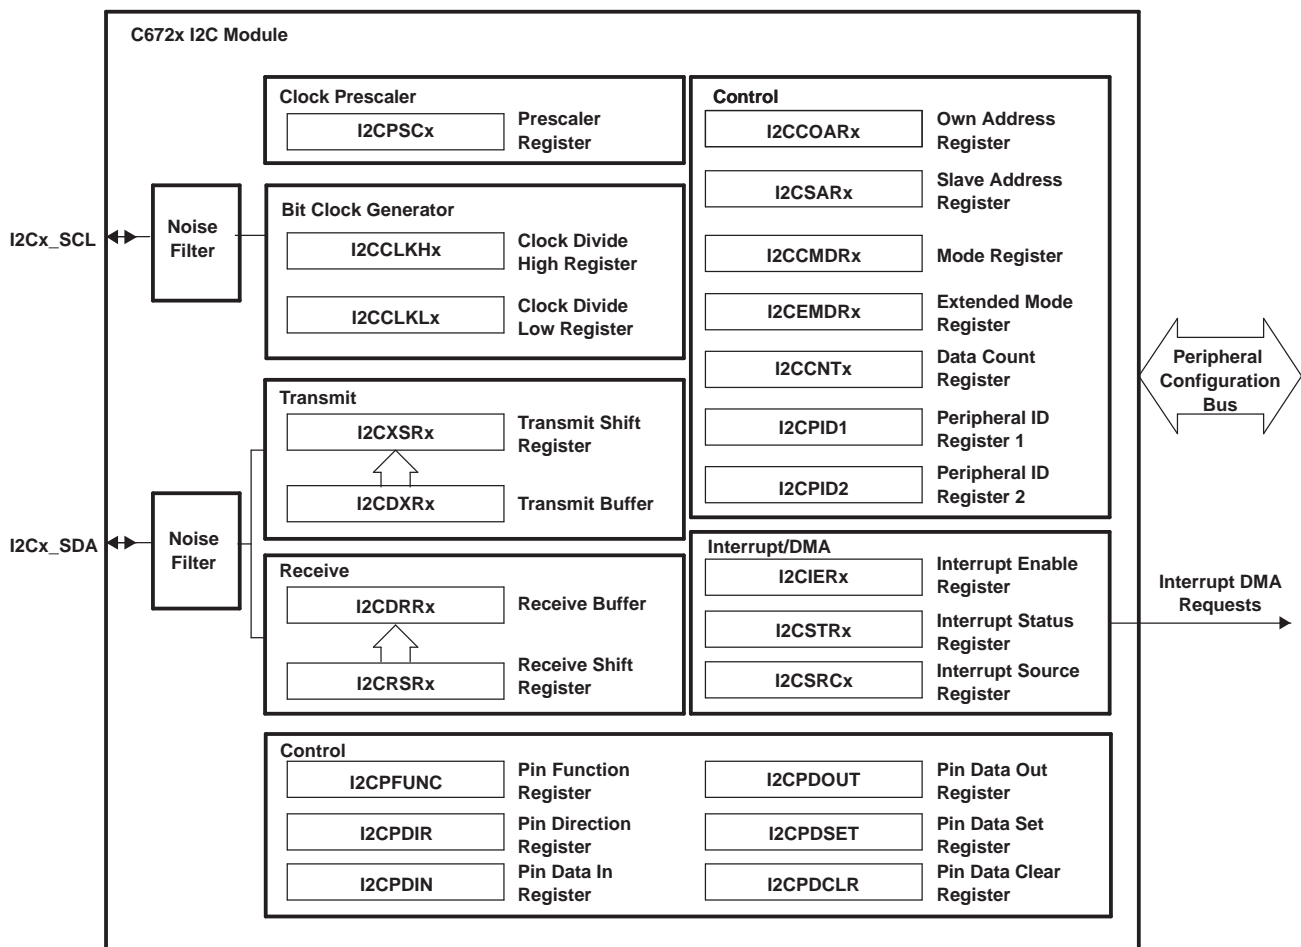 C672x I2C Module
Clock Prescaler
I2CPSCx
Prescaler
Register
Control
I2CCOARx
Own Address
Register
I2CSARx
Slave Address
Register
I2CCMDRx
Mode Register
I2CEMDRx
Extended Mode
Register
I2CCNTx
Data Count
Register
I2CPID1
Peripheral ID
Register 1
I2CPID2
Peripheral ID
Register 2
I2Cx_SCL
Noise
Filter
Bit Clock Generator
I2CCLKHx
Clock Divide
High Register
I2CCLKLx
Clock Divide
Low Register
Peripheral
Configuration
Bus
Transmit
I2CXSRx
Transmit Shift
Register
I2CDXRx
Transmit Buffer
I2Cx_SDA
Noise
Filter
Receive
I2CDRRx
Receive Buffer
I2CRSRx
Receive Shift
Register
Interrupt/DMA
I2CIERx
Interrupt Enable
Register
I2CSTRx
Interrupt Status
Register
I2CSRCx
Interrupt Source
Register
Interrupt DMA
Requests
Control
I2CPFUNC
Pin Function
Register
I2CPDIR
Pin Direction
Register
I2CPDIN
Pin Data In
Register
I2CPDOUT
Pin Data Out
Register
I2CPDSET
Pin Data Set
Register
I2CPDCLR
Pin Data Clear
Register